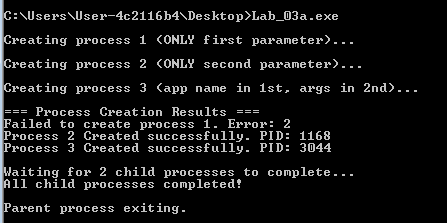 C:\Users\User-4c2116b4\Desktop>Lab_03a.exe
Creating process 1 (ONLY first parameter)...
Creating process 2 (ONLY second parameter)...
Creating process 3 (app name in 1st, args in 2nd)...
=== Process Creation Results ===
Failed to create process 1. Error: 2
Process 2 Created successfully. PID: 1168
Process 3 Created successfully. PID: 3044
Waiting for 2 child processes to complete...
All child processes completed!
Parent process exiting.